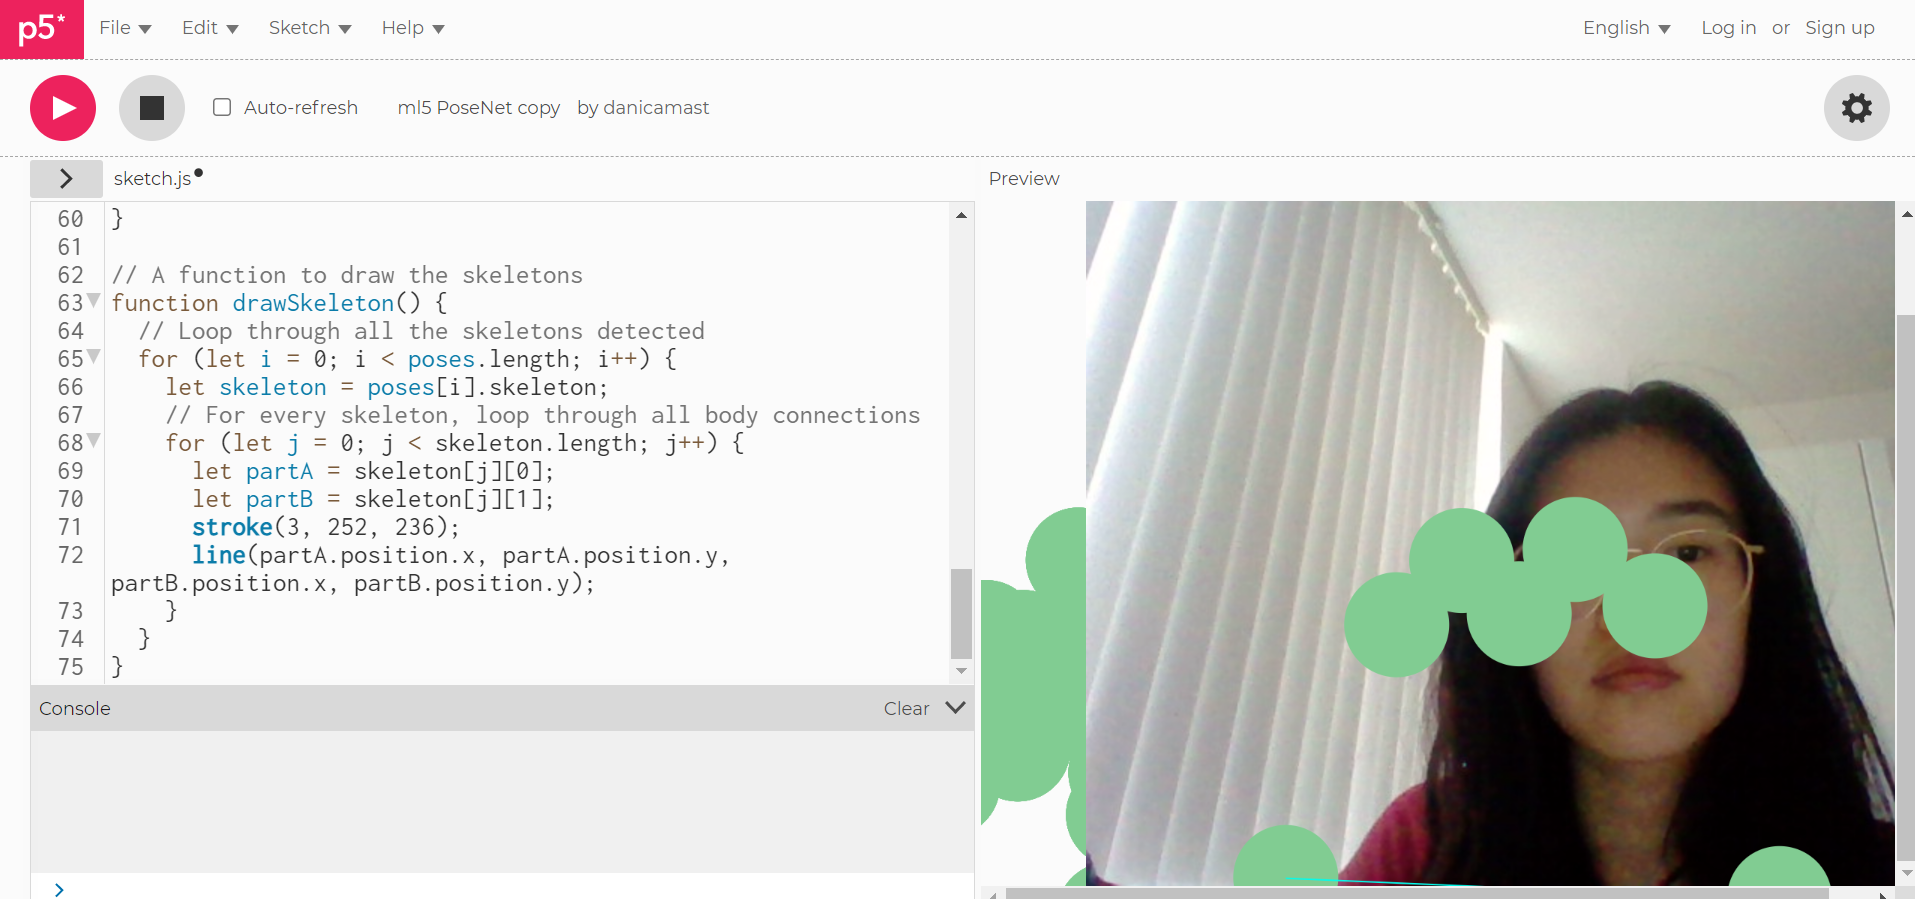 p5*
File Edit Sketch Help English Log in or Sign up
Auto-refresh ml5 PoseNet copy by danicamast
sketch.js
Preview
60 }
61
62 // A function to draw the skeletons
63 function drawSkeleton() {
64   // Loop through all the skeletons detected
65   for (let i = 0; i < poses.length; i++) {
66     let skeleton = poses[i].skeleton;
67     // For every skeleton, loop through all body connections
68     for (let j = 0; j < skeleton.length; j++) {
69       let partA = skeleton[j][0];
70       let partB = skeleton[j][1];
71       stroke(3, 252, 236);
72       line(partA.position.x, partA.position.y,
partB.position.x, partB.position.y);
73     }
74   }
75 }
Console Clear